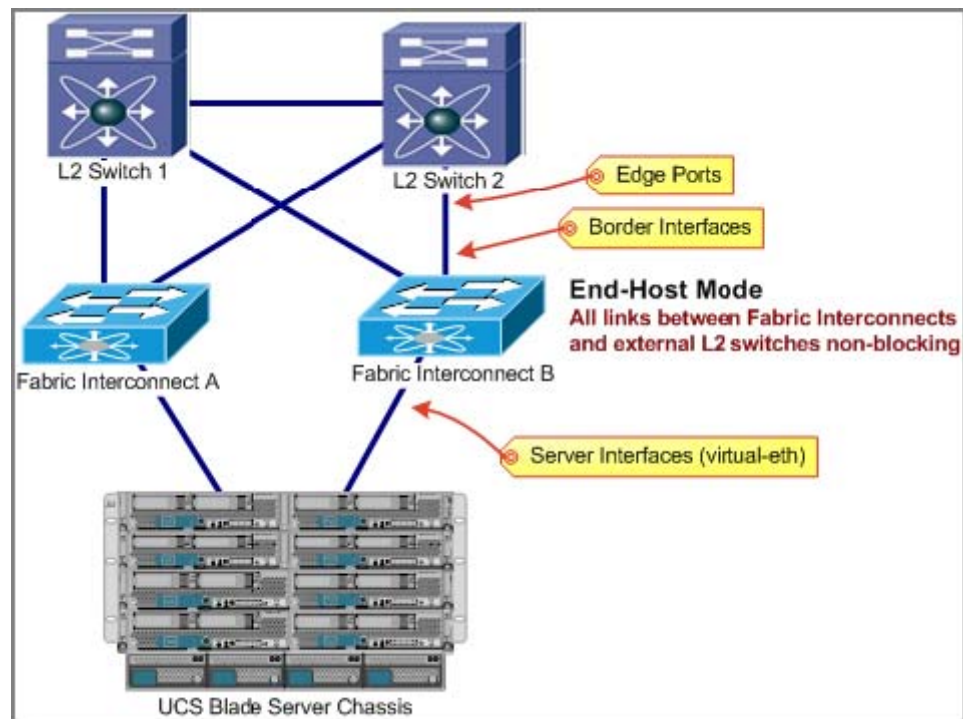 L2 Switch 1
L2 Switch 2
Edge Ports
Border Interfaces
End-Host Mode
All links between Fabric Interconnects
and external L2 switches non-blocking
Fabric Interconnect A
Fabric Interconnect B
Server Interfaces (virtual-eth)
UCS Blade Server Chassis